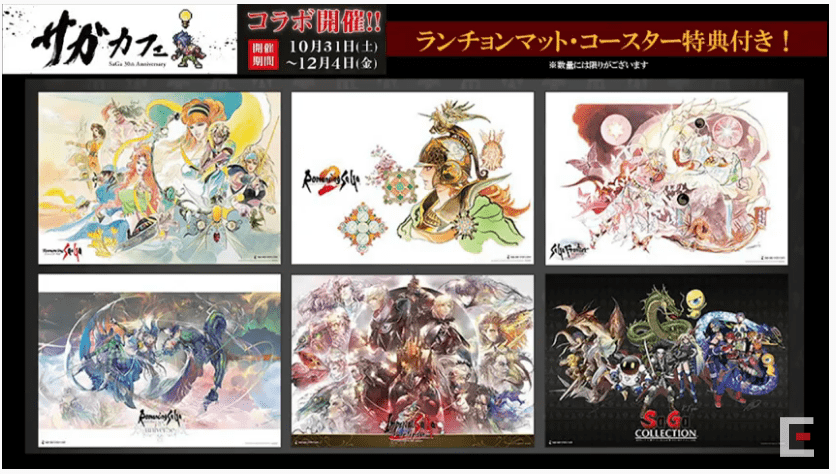 サガカフェ
SaGa 30th Anniversary
コラボ開催!!
開催
期間
10月31日(土)
~12月4日(金)
ランチョンマット・コースター特典付き!
※数量には限りがございます
Romancing SaGa
Romancing SaGa
2
SaGa Frontier
Romancing SaGa
UNIVERSE
Imperial SaGa
SaGa
COLLECTION